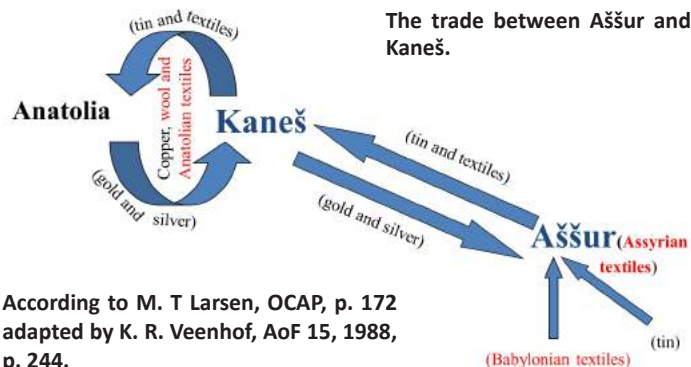 The trade between Aššur and
Kaneš.
(tin and textiles)
Anatolia
Copper, wool and
Anatolian textiles
Kaneš
(gold and
silver)
(tin and textiles)
(gold and silver)
Aššur(Assyrian
textiles)
(tin)
(Babylonian textiles)
According to M. T Larsen, OCAP, p. 172
adapted by K. R. Veenhof, AoF 15, 1988,
p. 244.